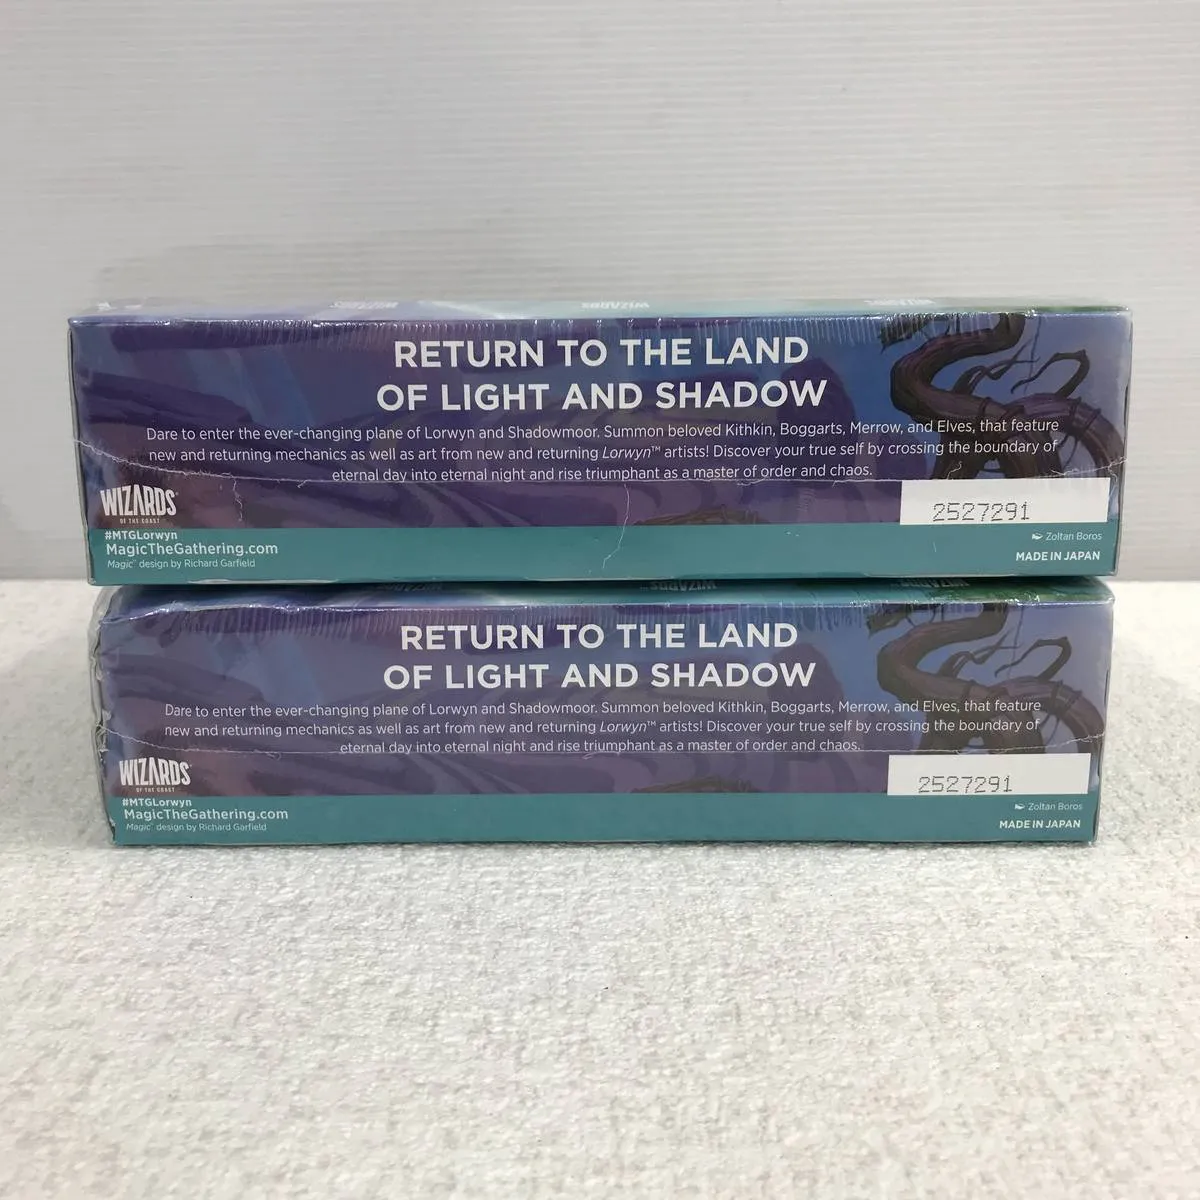 WIZARDS
WIZARDS
WIZARDS
RETURN TO THE LAND
OF LIGHT AND SHADOW
Dare to enter the ever-changing plane of Lorwyn and Shadowmoor. Summon beloved Kithkin, Boggarts, Merrow, and Elves, that feature
new and returning mechanics as well as art from new and returning Lorwyn™ artists! Discover your true self by crossing the boundary of
eternal day into eternal night and rise triumphant as a master of order and chaos.
WIZARDS
OF THE COAST
2527291
#MTGLorwyn
MagicTheGathering.com
Magic™ design by Richard Garfield
Zoltan Boros
MADE IN JAPAN
WIZARDS
WIZARDS
RETURN TO THE LAND
OF LIGHT AND SHADOW
Dare to enter the ever-changing plane of Lorwyn and Shadowmoor. Summon beloved Kithkin, Boggarts, Merrow, and Elves, that feature
new and returning mechanics as well as art from new and returning Lorwyn™ artists! Discover your true self by crossing the boundary of
eternal day into eternal night and rise triumphant as a master of order and chaos.
WIZARDS
OF THE COAST
2527291
#MTGLorwyn
MagicTheGathering.com
Magic™ design by Richard Garfield
Zoltan Boros
MADE IN JAPAN